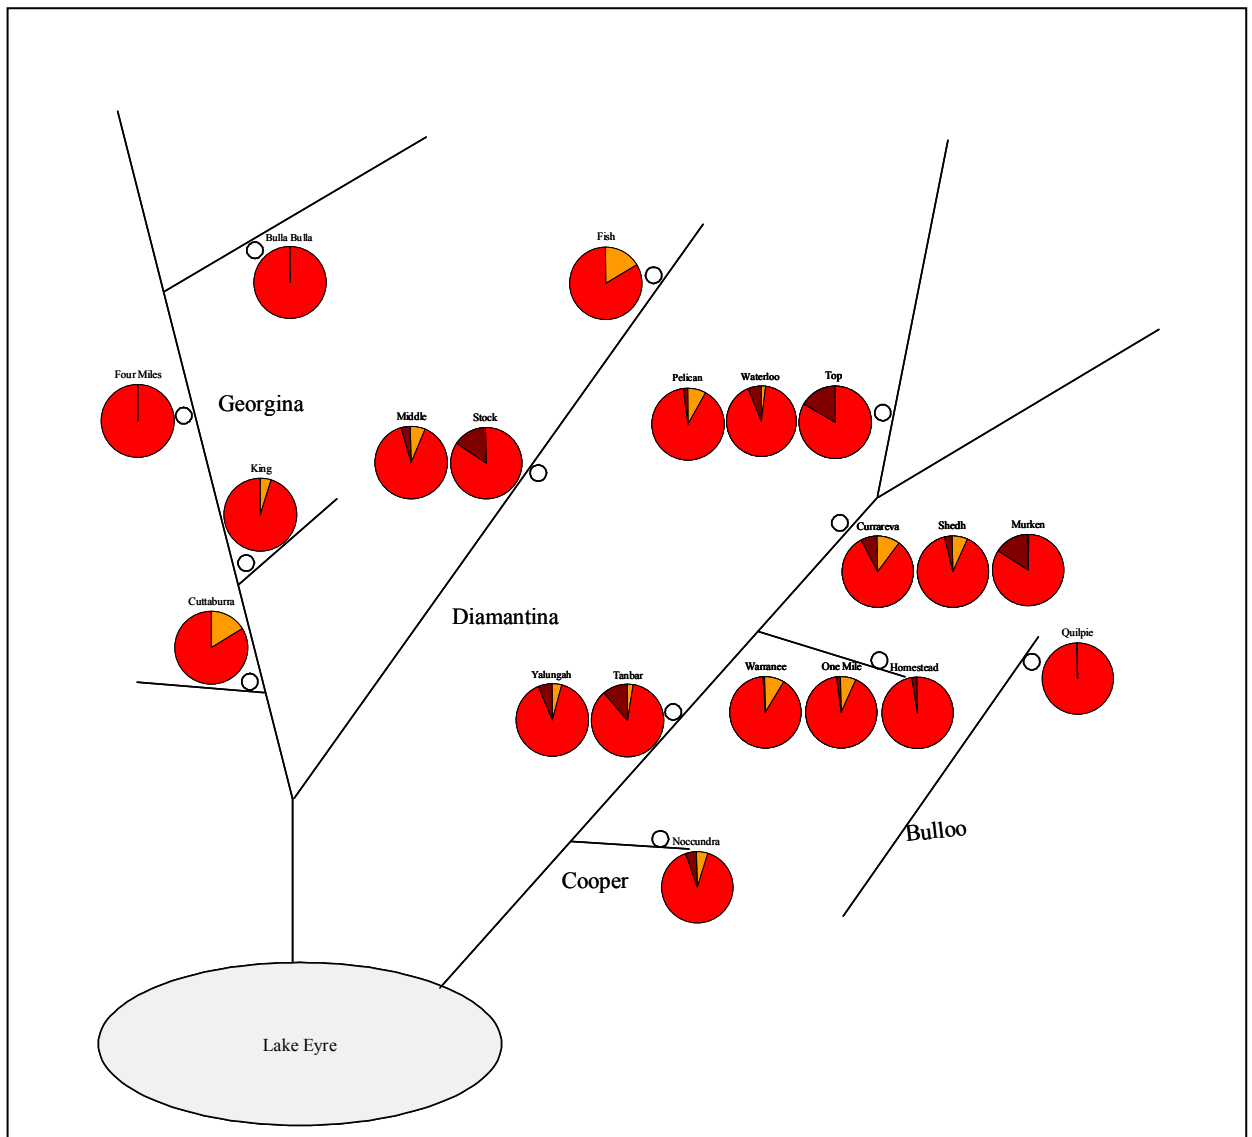 Bulla Bulla
Fish
Four Miles
Georgina
Pelican
Waterloo
Top
Middle
Stock
King
Currareva
Shedh
Murken
Cuttaburra
Diamantina
Quilpie
Yalungah
Tanbar
Warranee
One Mile
Homestead
Bulloo
Noccundra
Cooper
Lake Eyre